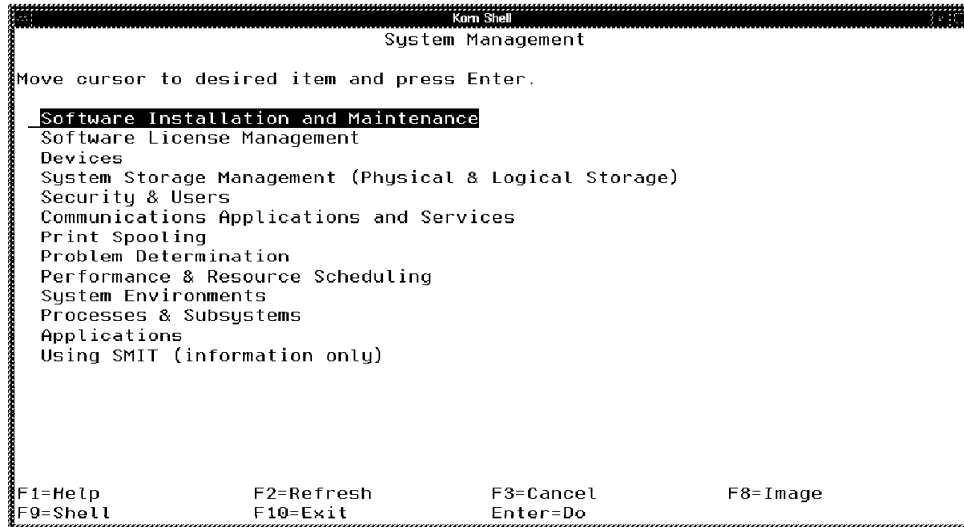 Korn Shell
System Management
Move cursor to desired item and press Enter.
Software Installation and Maintenance
Software License Management
Devices
System Storage Management (Physical & Logical Storage)
Security & Users
Communications Applications and Services
Print Spooling
Problem Determination
Performance & Resource Scheduling
System Environments
Processes & Subsystems
Applications
Using SMIT (information only)
F1=Help F2=Refresh F3=Cancel F8=Image
F9=Shell F10=Exit Enter=Do